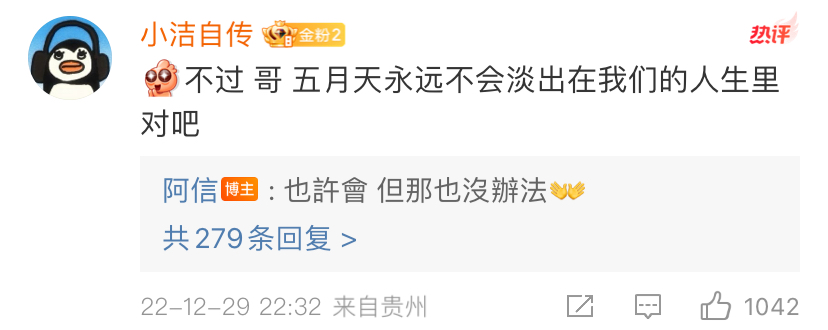 小洁自传 金粉2
热评
不过 哥 五月天永远不会淡出在我们的人生里
对吧
阿信 博主 : 也許會 但那也沒辦法
共279条回复 >
22-12-29 22:32 来自贵州
1042